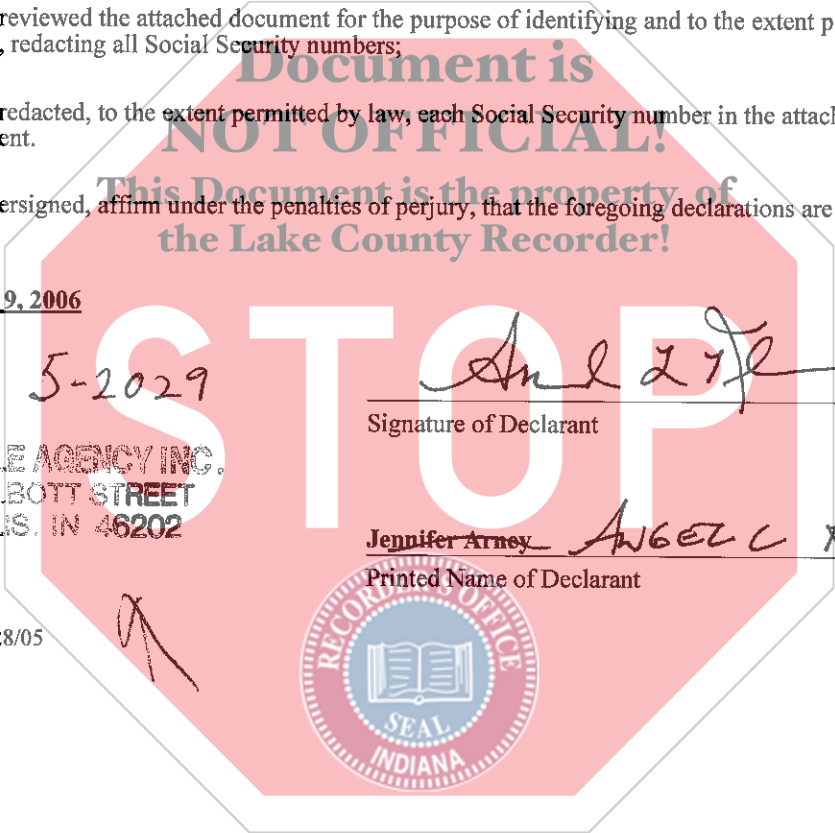 reviewed the attached document for the purpose of identifying and to the extent p
, redacting all Social Security numbers;
Document is
redacted, to the extent permitted by law, each Social Security number in the attach
NOT OFFICIAL!
ent.
This Document is the property of
ersigned, affirm under the penalties of perjury, that the foregoing declarations are
the Lake County Recorder!
9, 2006
STOP
5-2029
Signature of Declarant
E AGENCY INC.
BOTT STREET
S. IN 46202
Jennifer Arney ANGEL C
Printed Name of Declarant
8/05
RECORDER'S OFFICE
SEAL
INDIANA